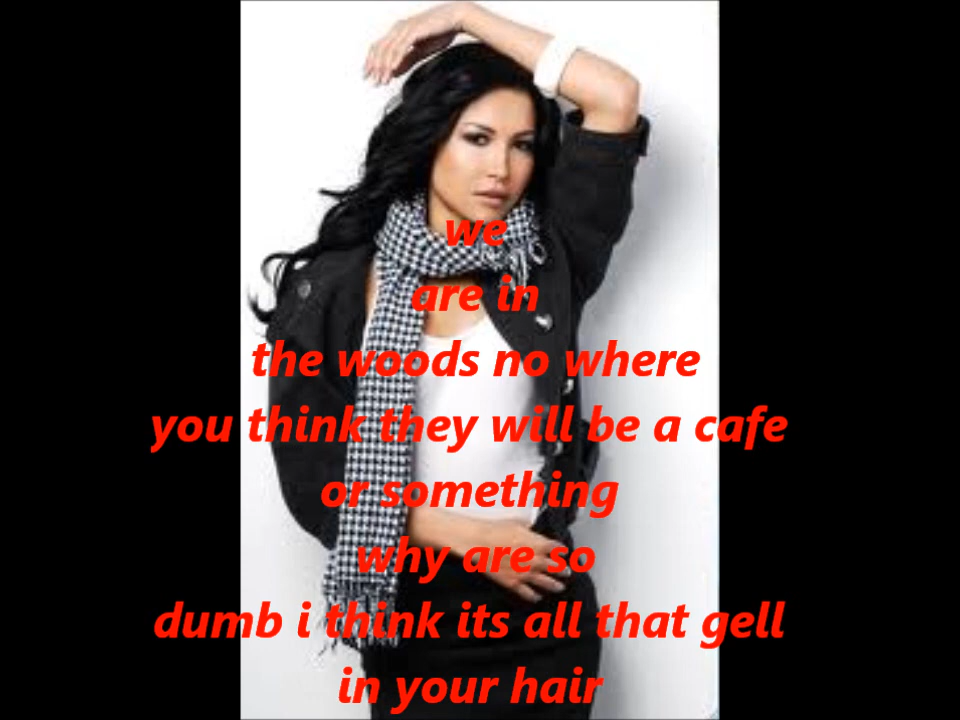 we
are in
the woods no where
you think they will be a cafe
or something
why are so
dumb i think its all that gell
in your hair